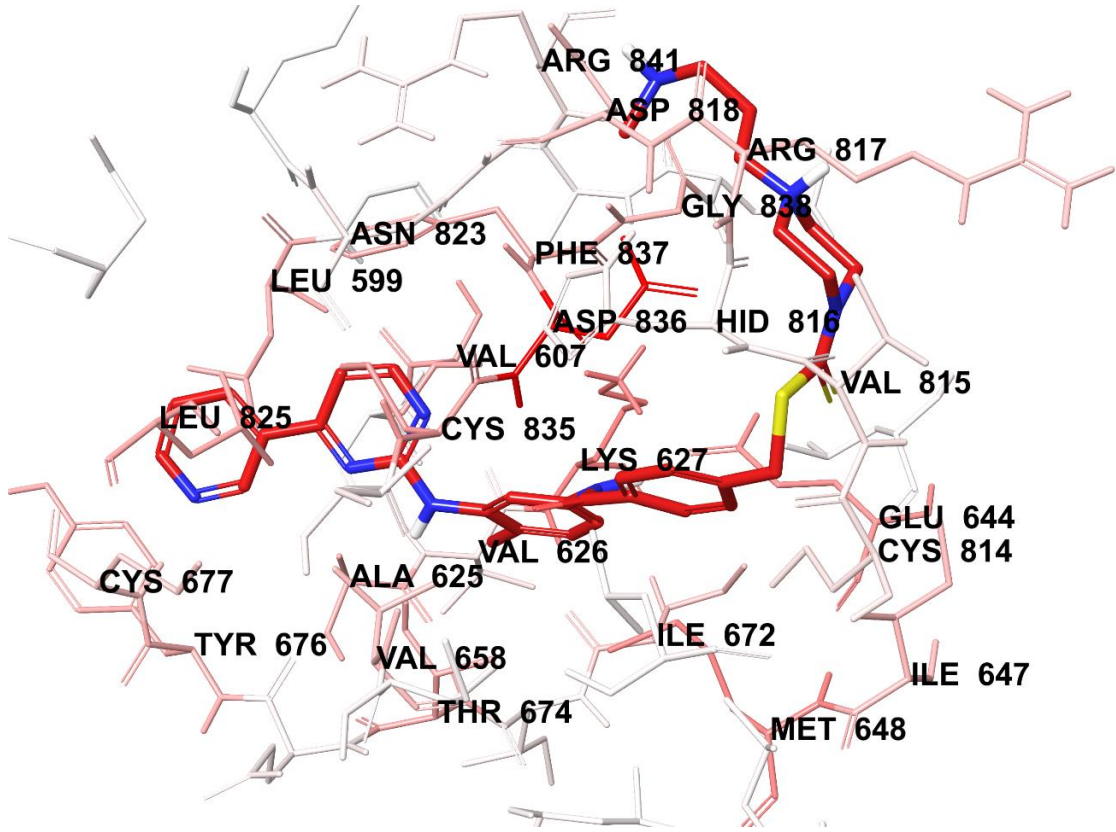 ARG 841
ASP 818
ARG 817
GLY 838
ASN 823
PHE 837
LEU 599
ASP 836
HID 816
VAL 607
VAL 815
LEU 825
CYS 835
LYS 627
GLU 644
VAL 626
CYS 814
CYS 677
ALA 625
TYR 676
ILE 672
VAL 658
ILE 647
THR 674
MET 648